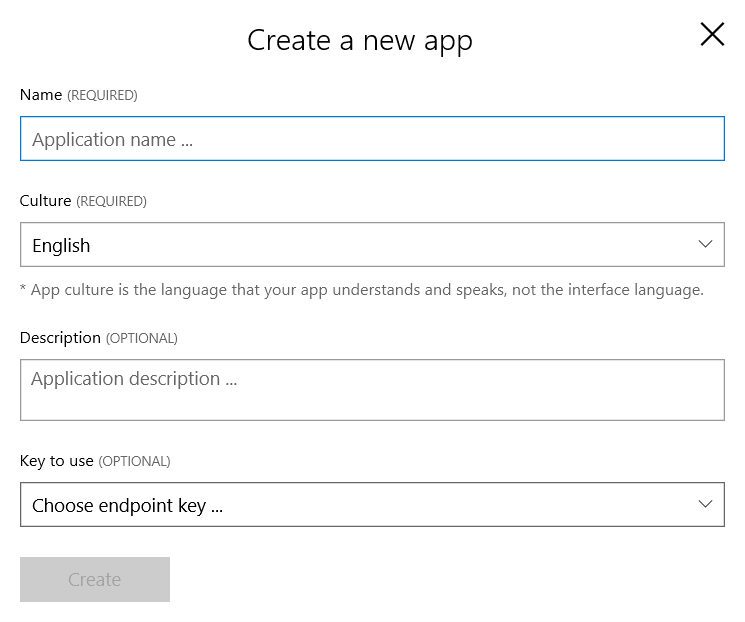 Create a new app
Name (REQUIRED)
Application name ...
Culture (REQUIRED)
English
* App culture is the language that your app understands and speaks, not the interface language.
Description (OPTIONAL)
Application description ...
Key to use (OPTIONAL)
Choose endpoint key ...
Create